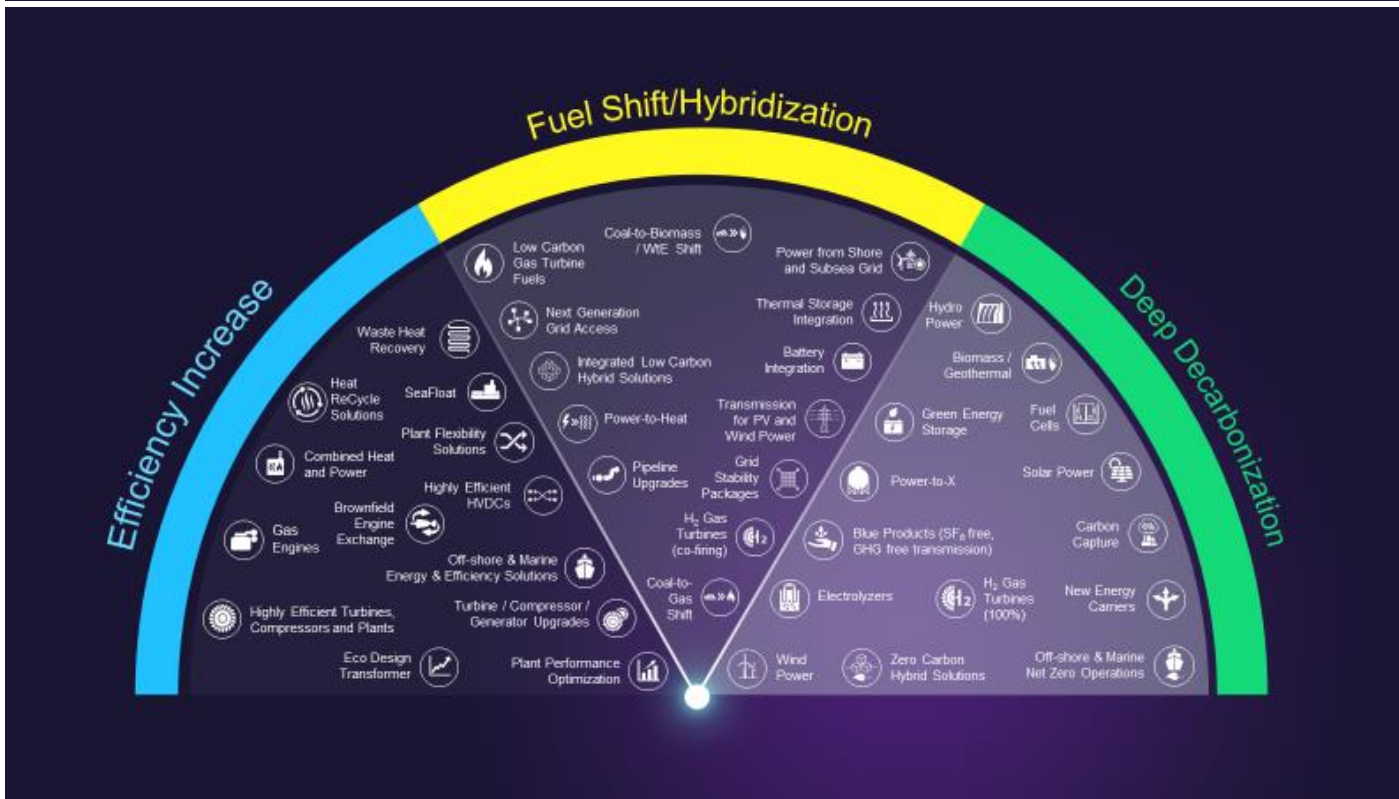 Fuel Shift/Hybridization
Efficiency Increase
Deep Decarbonization
Waste Heat
Recovery
Heat
ReCycle
Solutions
SeaFloat
Plant Flexibility
Solutions
Combined Heat
and Power
Highly Efficient
HVDCs
Brownfield
Engine
Exchange
Gas
Engines
Off-shore & Marine
Energy & Efficiency Solutions
Highly Efficient Turbines,
Compressors and Plants
Turbine / Compressor /
Generator Upgrades
Eco Design
Transformer
Plant Performance
Optimization
Low Carbon
Gas Turbine
Fuels
Coal-to-Biomass
/ WtE Shift
Power from Shore
and Subsea Grid
Next Generation
Grid Access
Thermal Storage
Integration
Integrated Low Carbon
Hybrid Solutions
Battery
Integration
Power-to-Heat
Transmission
for PV and
Wind Power
Pipeline
Upgrades
Grid
Stability
Packages
H₂ Gas
Turbines
(co-firing)
Coal-to-
Gas
Shift
Hydro
Power
Biomass /
Geothermal
Green Energy
Storage
Fuel
Cells
Power-to-X
Solar Power
Blue Products (SF₆ free,
GHG free transmission)
Carbon
Capture
Electrolyzers
H₂ Gas
Turbines
(100%)
New Energy
Carriers
Wind
Power
Zero Carbon
Hybrid Solutions
Off-shore & Marine
Net Zero Operations